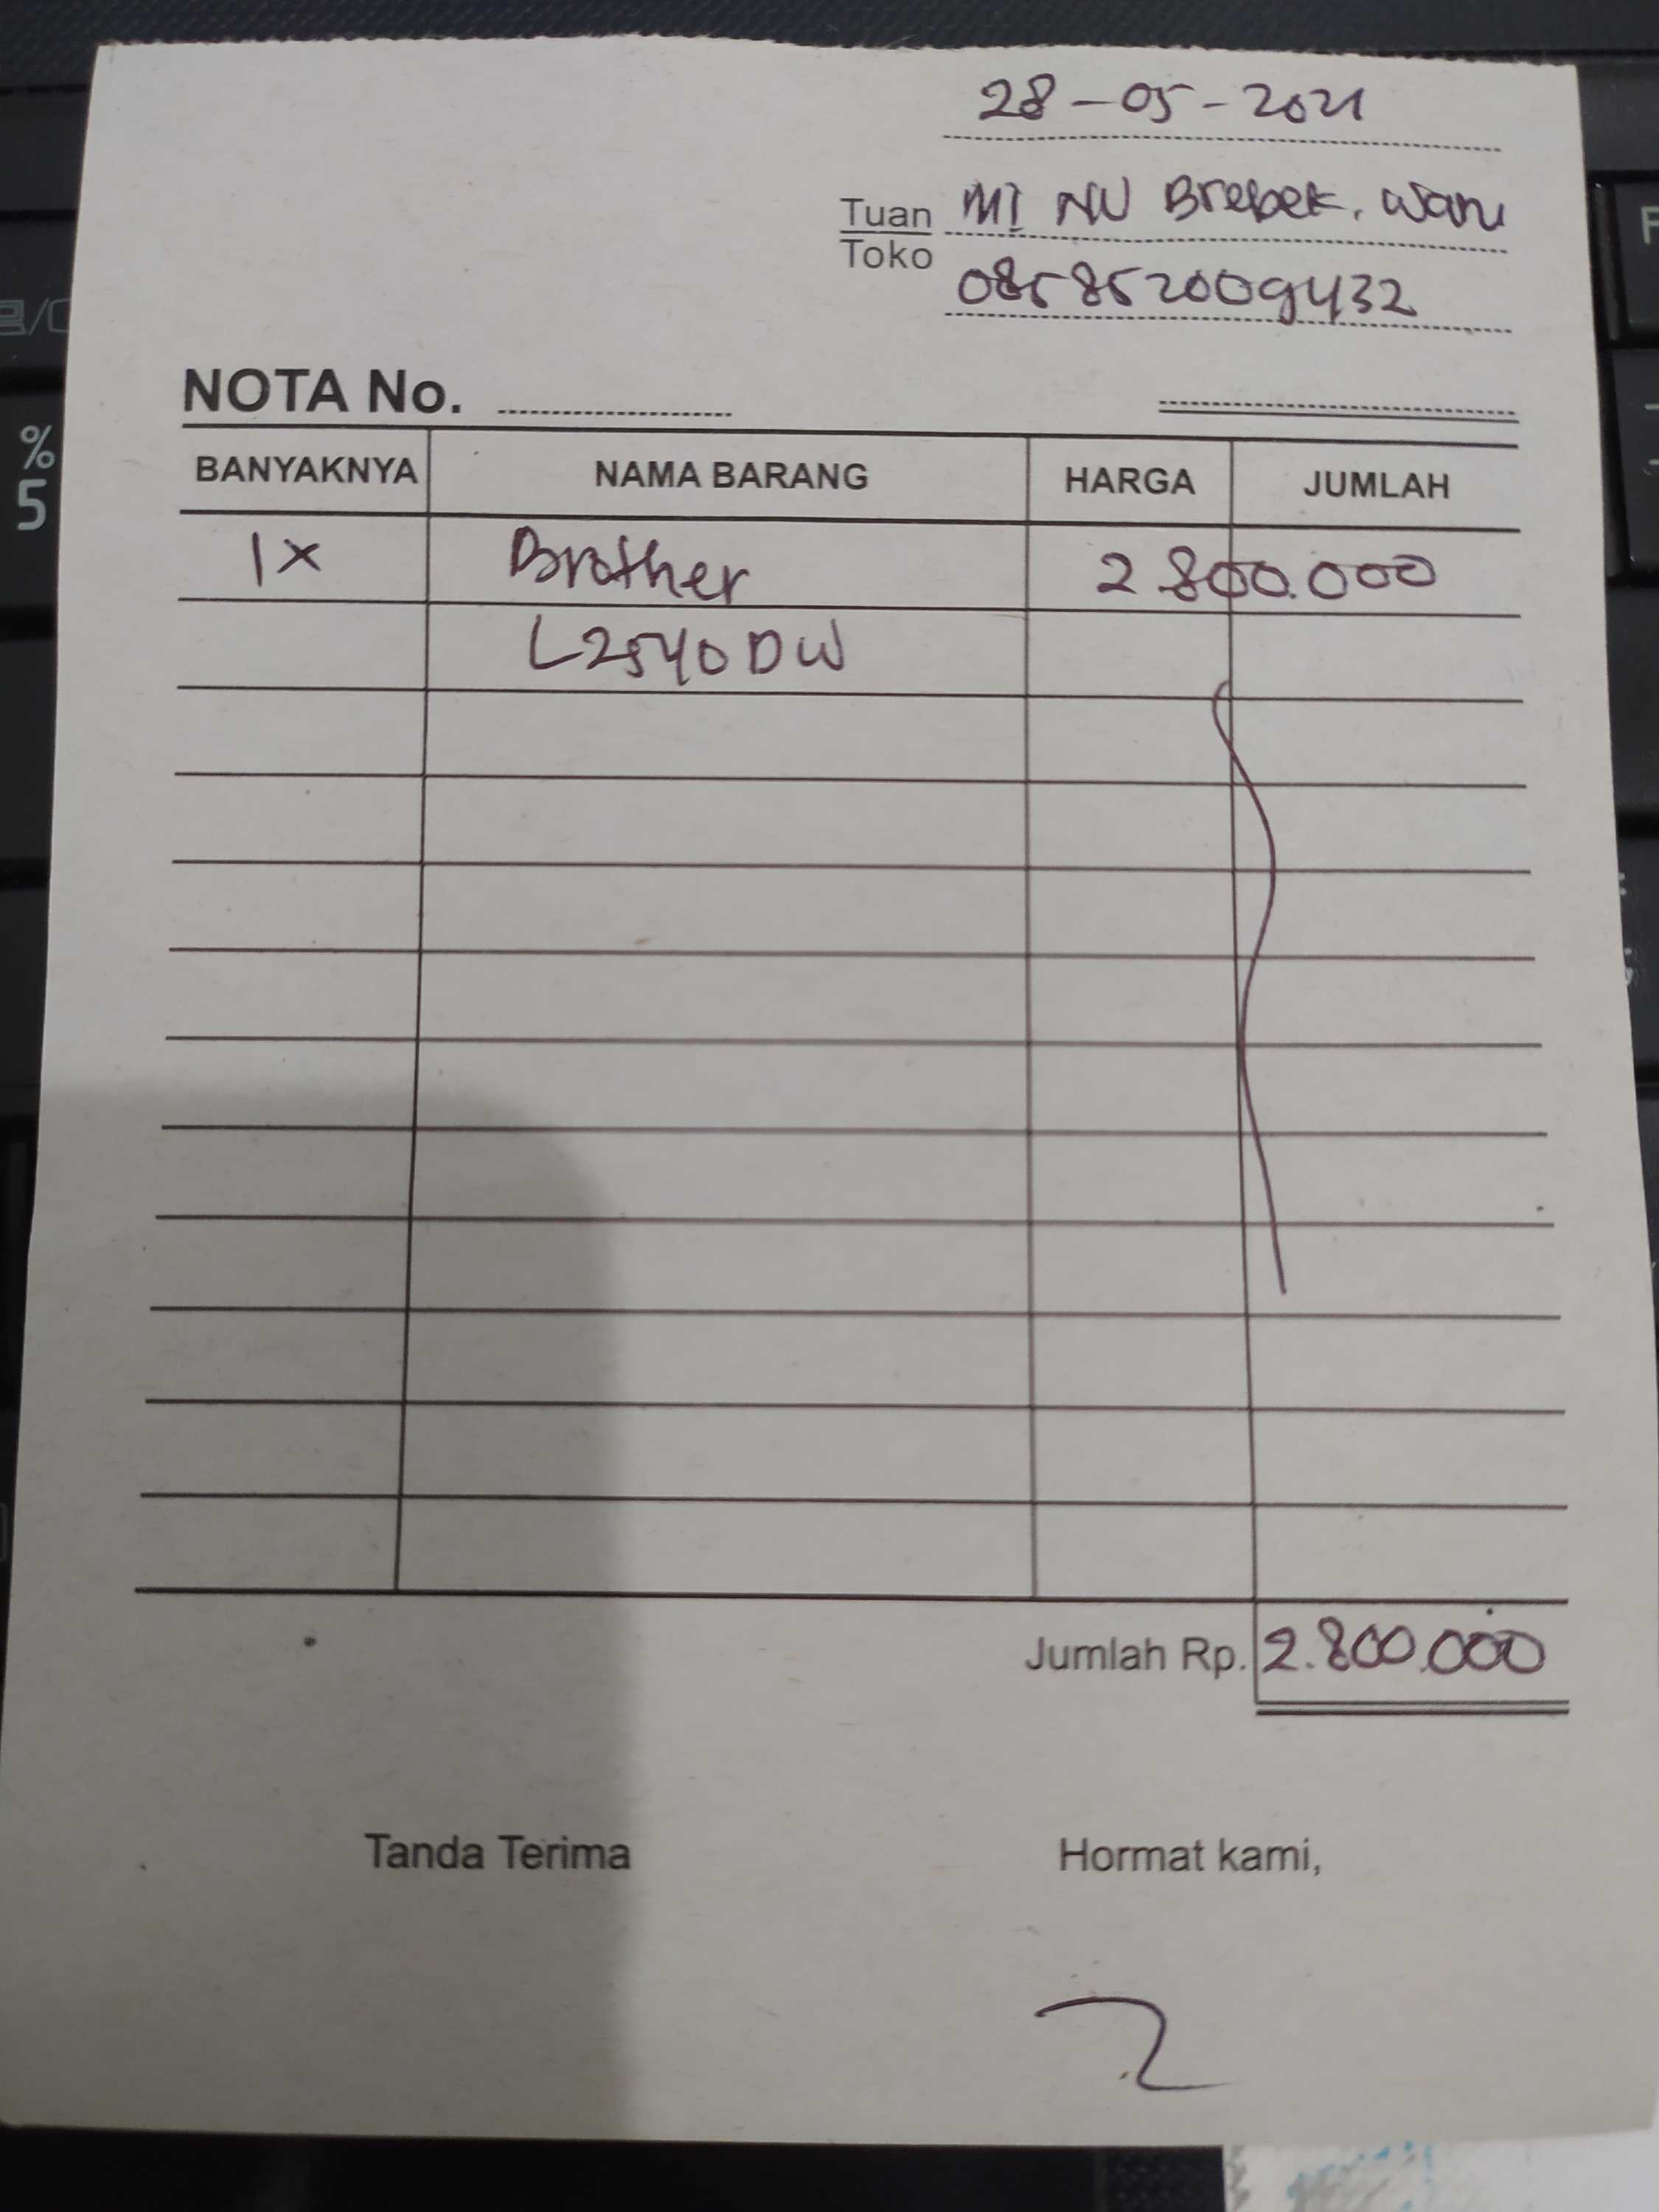 28-05-2021
Tuan MI NU Brebek, Waru
Toko
085852009432
NOTA No.
BANYAKNYA NAMA BARANG HARGA JUMLAH
1x Brother 2.800.000
L2540DW
Jumlah Rp. 2.800.000
Tanda Terima Hormat kami,
%
5